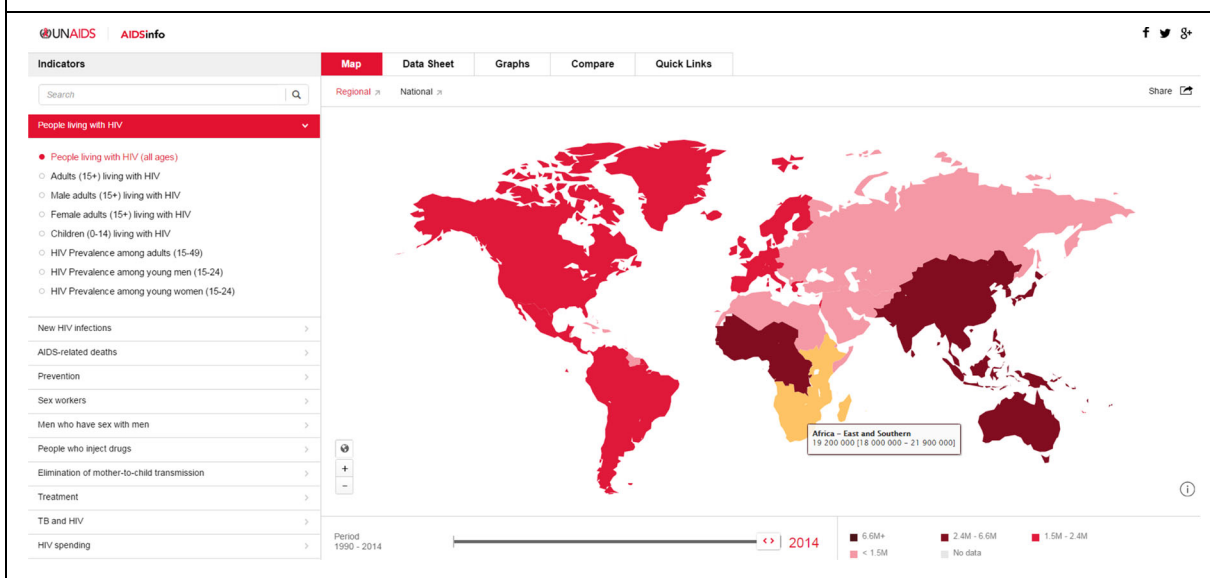 UNAIDS AIDSinfo
f 8+
Indicators
Map Data Sheet Graphs Compare Quick Links
Search
Regional National Share
People living with HIV
People living with HIV (all ages)
Adults (15+) living with HIV
Male adults (15+) living with HIV
Female adults (15+) living with HIV
Children (0-14) living with HIV
HIV Prevalence among adults (15-49)
HIV Prevalence among young men (15-24)
HIV Prevalence among young women (15-24)
New HIV infections
AIDS-related deaths
Prevention
Sex workers
Men who have sex with men
People who inject drugs
Elimination of mother-to-child transmission
Treatment
TB and HIV
HIV spending
Africa - East and Southern
19 200 000 [18 000 000 - 21 900 000]
+
-
i
Period
1990 - 2014
2014
6.6M+ 2.4M - 6.6M 1.5M - 2.4M
< 1.5M No data